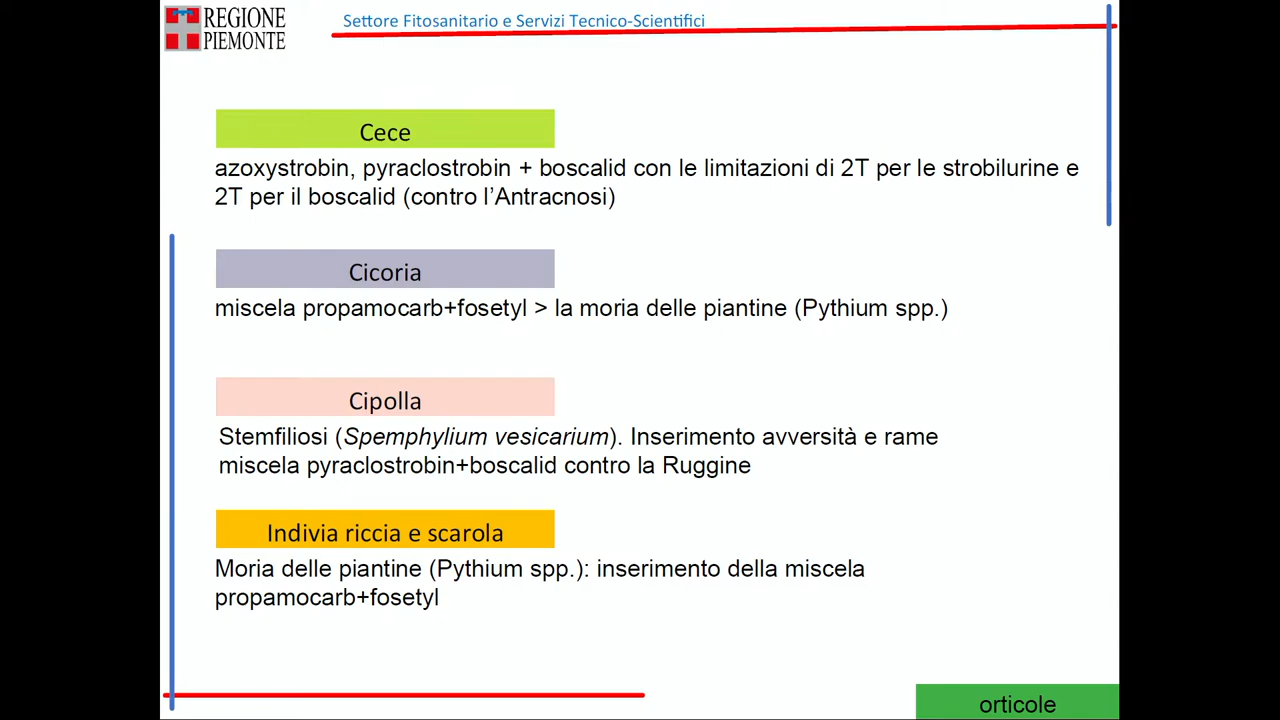 REGIONE
PIEMONTE
Settore Fitosanitario e Servizi Tecnico-Scientifici
Cece
azoxystrobin, pyraclostrobin + boscalid con le limitazioni di 2T per le strobilurine e
2T per il boscalid (contro l’Antracnosi)
Cicoria
miscela propamocarb+fosetyl > la moria delle piantine (Pythium spp.)
Cipolla
Stemfiliosi (Spemphylium vesicarium). Inserimento avversità e rame
miscela pyraclostrobin+boscalid contro la Ruggine
Indivia riccia e scarola
Moria delle piantine (Pythium spp.): inserimento della miscela
propamocarb+fosetyl
orticole